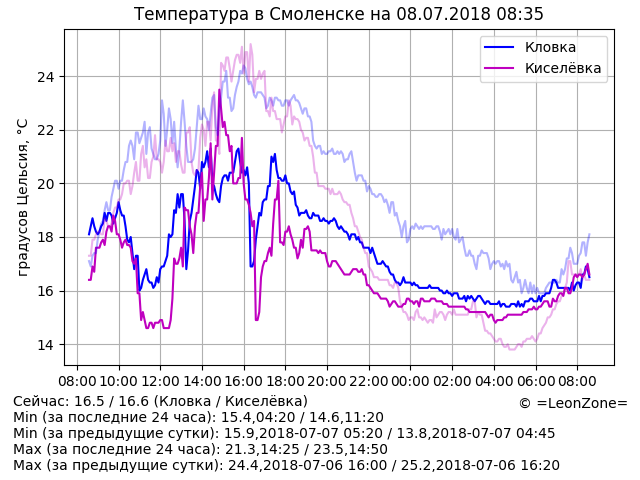 Температура в Смоленске на 08.07.2018 08:35
Кловка
Киселёвка
градусов Цельсия, °C
24
22
20
18
16
14
08:00 10:00 12:00 14:00 16:00 18:00 20:00 22:00 00:00 02:00 04:00 06:00 08:00
Сейчас: 16.5 / 16.6 (Кловка / Киселёвка)
© =LeonZone=
Min (за последние 24 часа): 15.4,04:20 / 14.6,11:20
Min (за предыдущие сутки): 15.9,2018-07-07 05:20 / 13.8,2018-07-07 04:45
Max (за последние 24 часа): 21.3,14:25 / 23.5,14:50
Max (за предыдущие сутки): 24.4,2018-07-06 16:00 / 25.2,2018-07-06 16:20